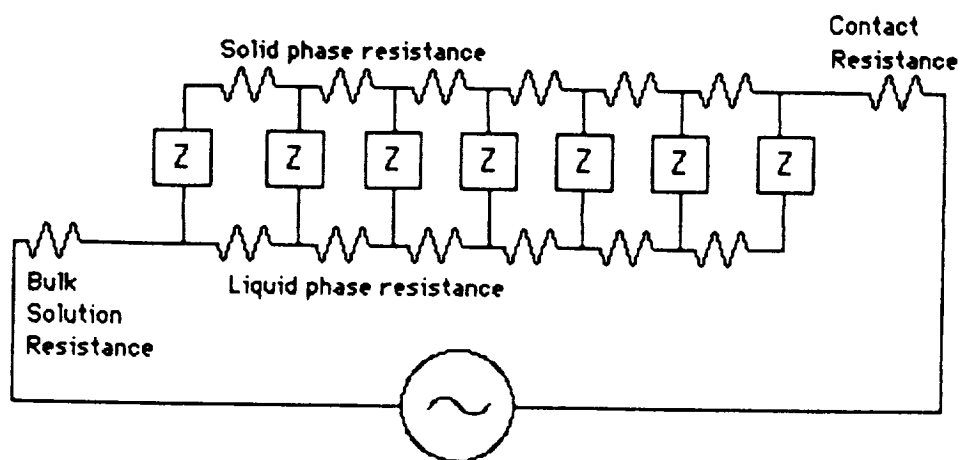 Contact
Resistance
Solid phase resistance
Z Z Z Z Z Z Z
Liquid phase resistance
Bulk
Solution
Resistance